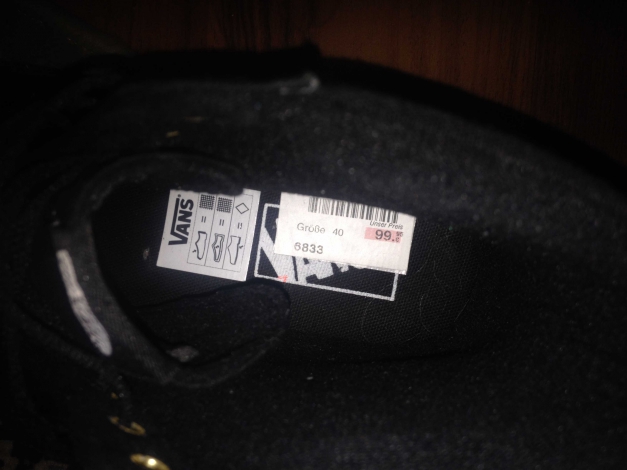 VANS
Unser Preis
Größe 40 99,
6833